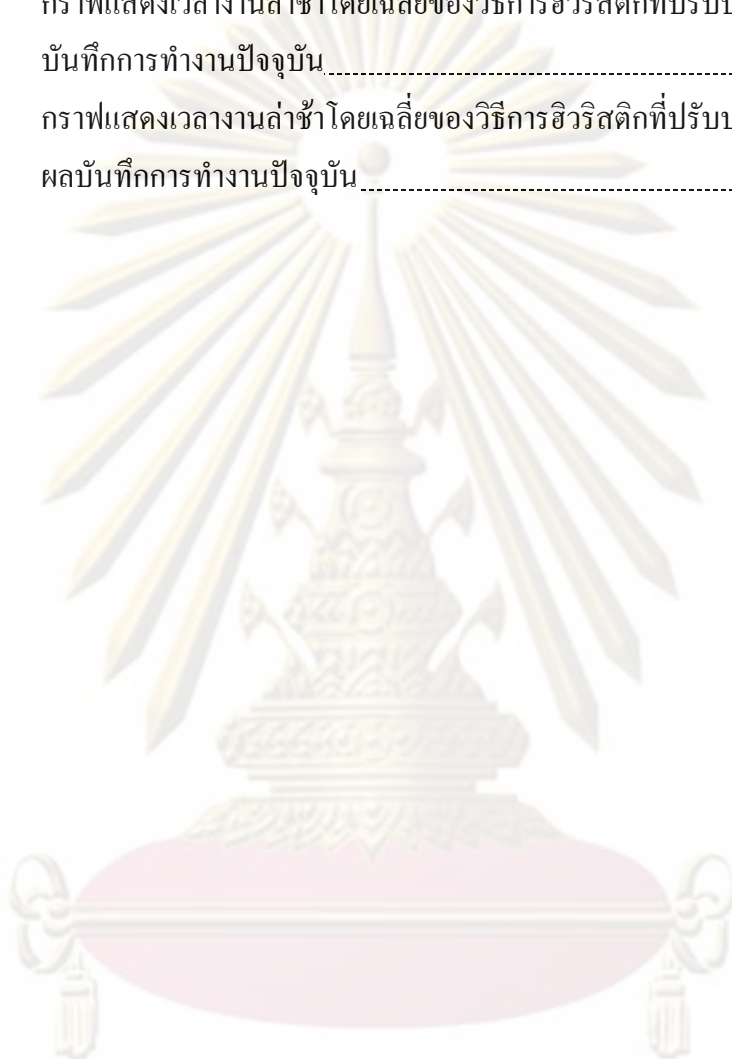 กราฟแสดงเวลางานล่าช้าโดยเฉลี่ยของวิธีการฮิวริสติกที่ปรับป
บันทึกการทำงานปัจจุบัน
กราฟแสดงเวลางานล่าช้าโดยเฉลี่ยของวิธีการฮิวริสติกที่ปรับป
ผลบันทึกการทำงานปัจจุบัน